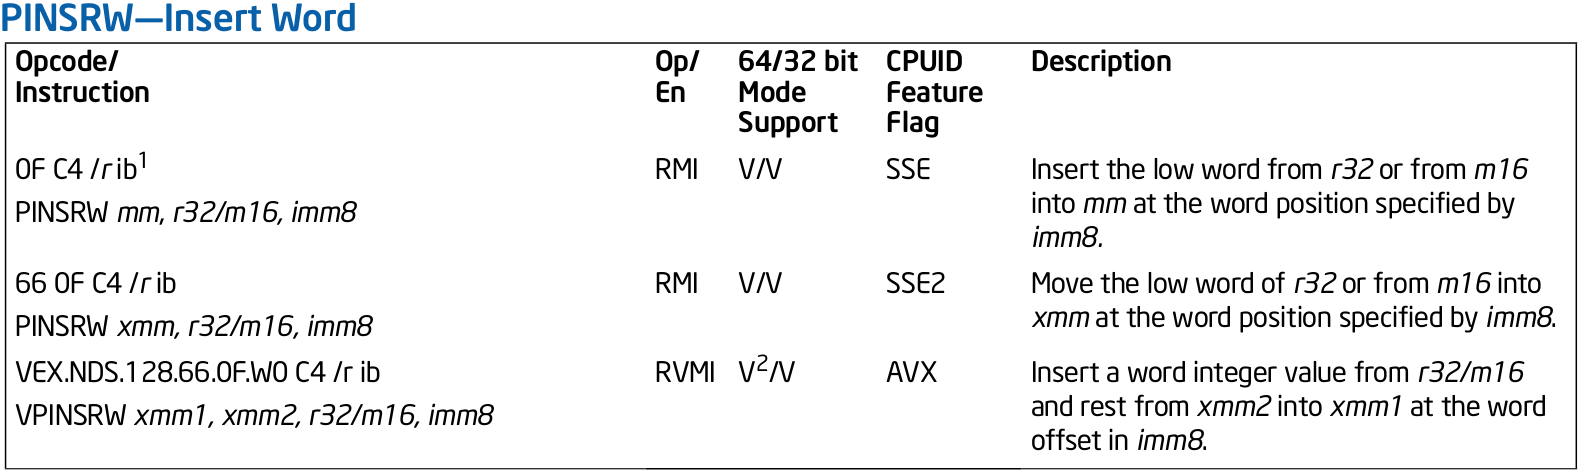 PINSRW—Insert Word
Opcode/
Instruction
Op/
En
64/32 bit
Mode
Support
CPUID
Feature
Flag
Description
0F C4 /r ib1
PINSRW mm, r32/m16, imm8
RMI
V/V
SSE
Insert the low word from r32 or from m16
into mm at the word position specified by
imm8.
66 0F C4 /r ib
PINSRW xmm, r32/m16, imm8
RMI
V/V
SSE2
Move the low word of r32 or from m16 into
xmm at the word position specified by imm8.
VEX.NDS.128.66.0F.W0 C4 /r ib
VPINSRW xmm1, xmm2, r32/m16, imm8
RVMI
V2/V
AVX
Insert a word integer value from r32/m16
and rest from xmm2 into xmm1 at the word
offset in imm8.